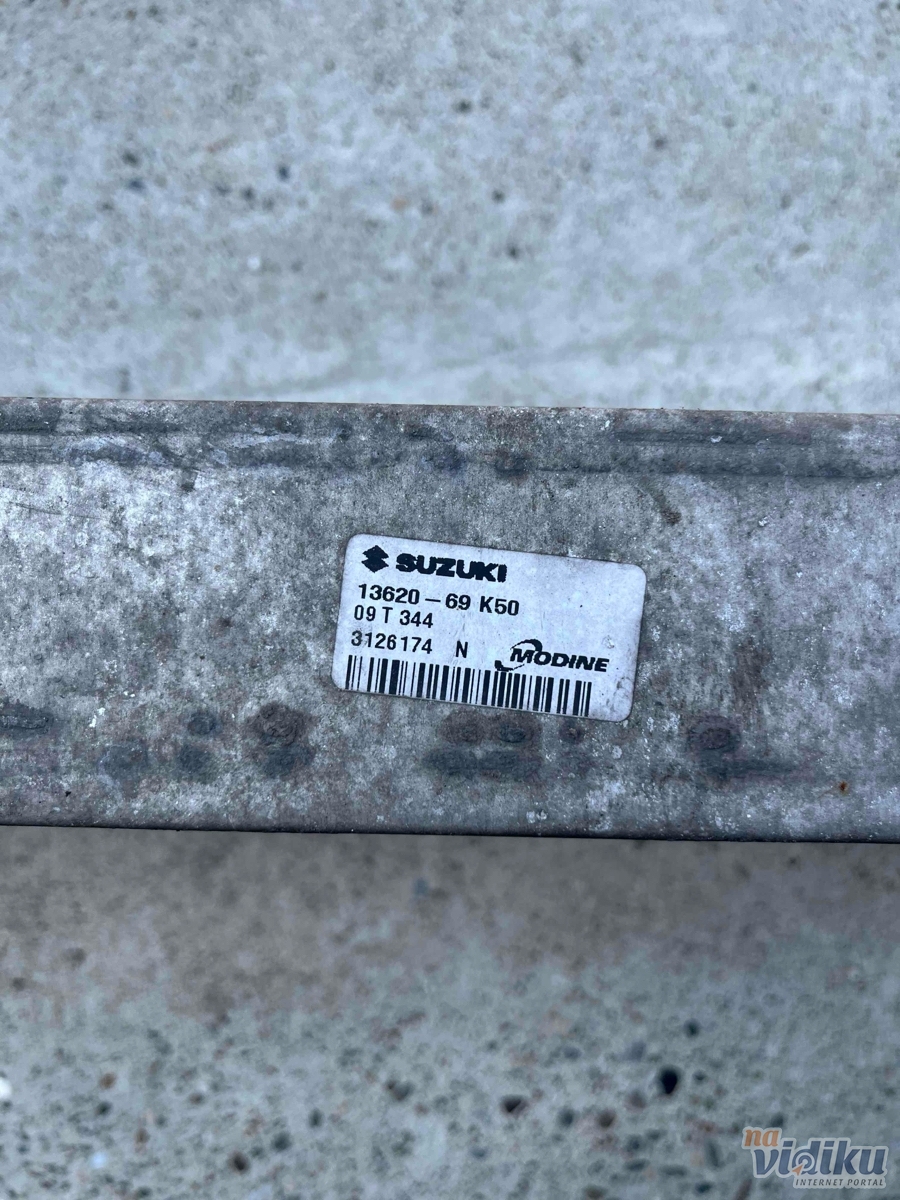 SUZUKI
13620-69 K50
09 T 344
3126174 N MODINE
na
vidiku
INTERNET PORTAL